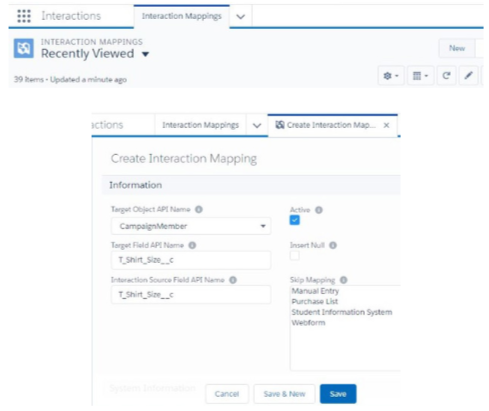 Interactions
Interaction Mappings
INTERACTION MAPPINGS
Recently Viewed
New
39 items • Updated a minute ago
actions
Interaction Mappings
Create Interaction Map... ×
Create Interaction Mapping
Information
Target Object API Name
Active
CampaignMember
Target Field API Name
Insert Null
T_Shirt_Size__c
Interaction Source Field API Name
Skip Mapping
T_Shirt_Size__c
Manual Entry
Purchase List
Student Information System
Webform
System Information
Cancel
Save & New
Save